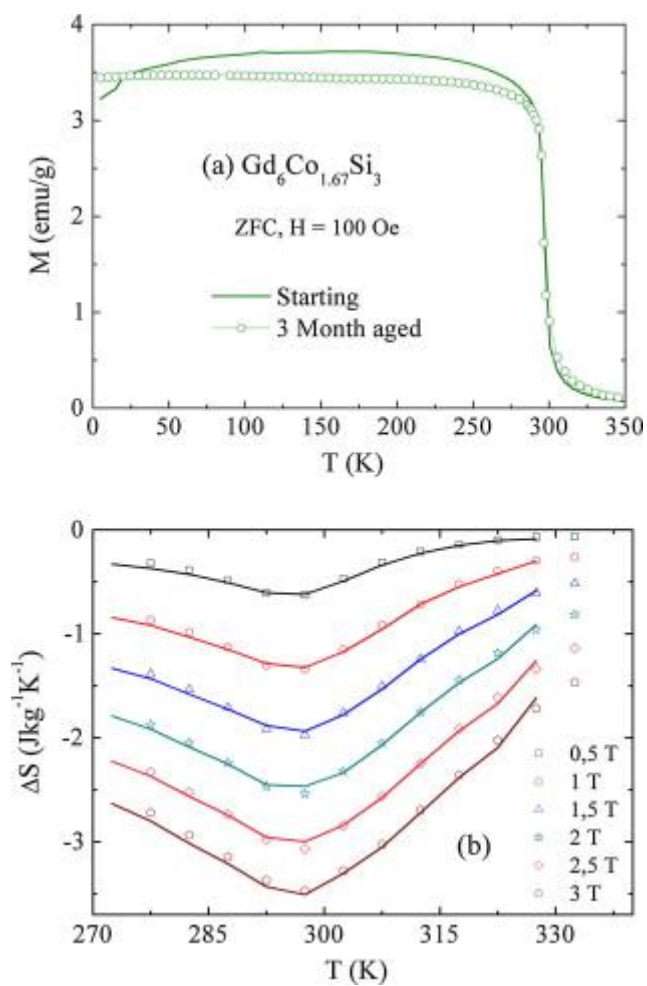 4
3
2
1
0
M (emu/g)
(a) Gd₆Co₁.₆₇Si₃
ZFC, H = 100 Oe
Starting
3 Month aged
0 50 100 150 200 250 300 350
T (K)
0
-1
-2
-3
ΔS (Jkg⁻¹K⁻¹)
0,5 T
1 T
1,5 T
2 T
2,5 T
3 T
(b)
270 285 300 315 330
T (K)